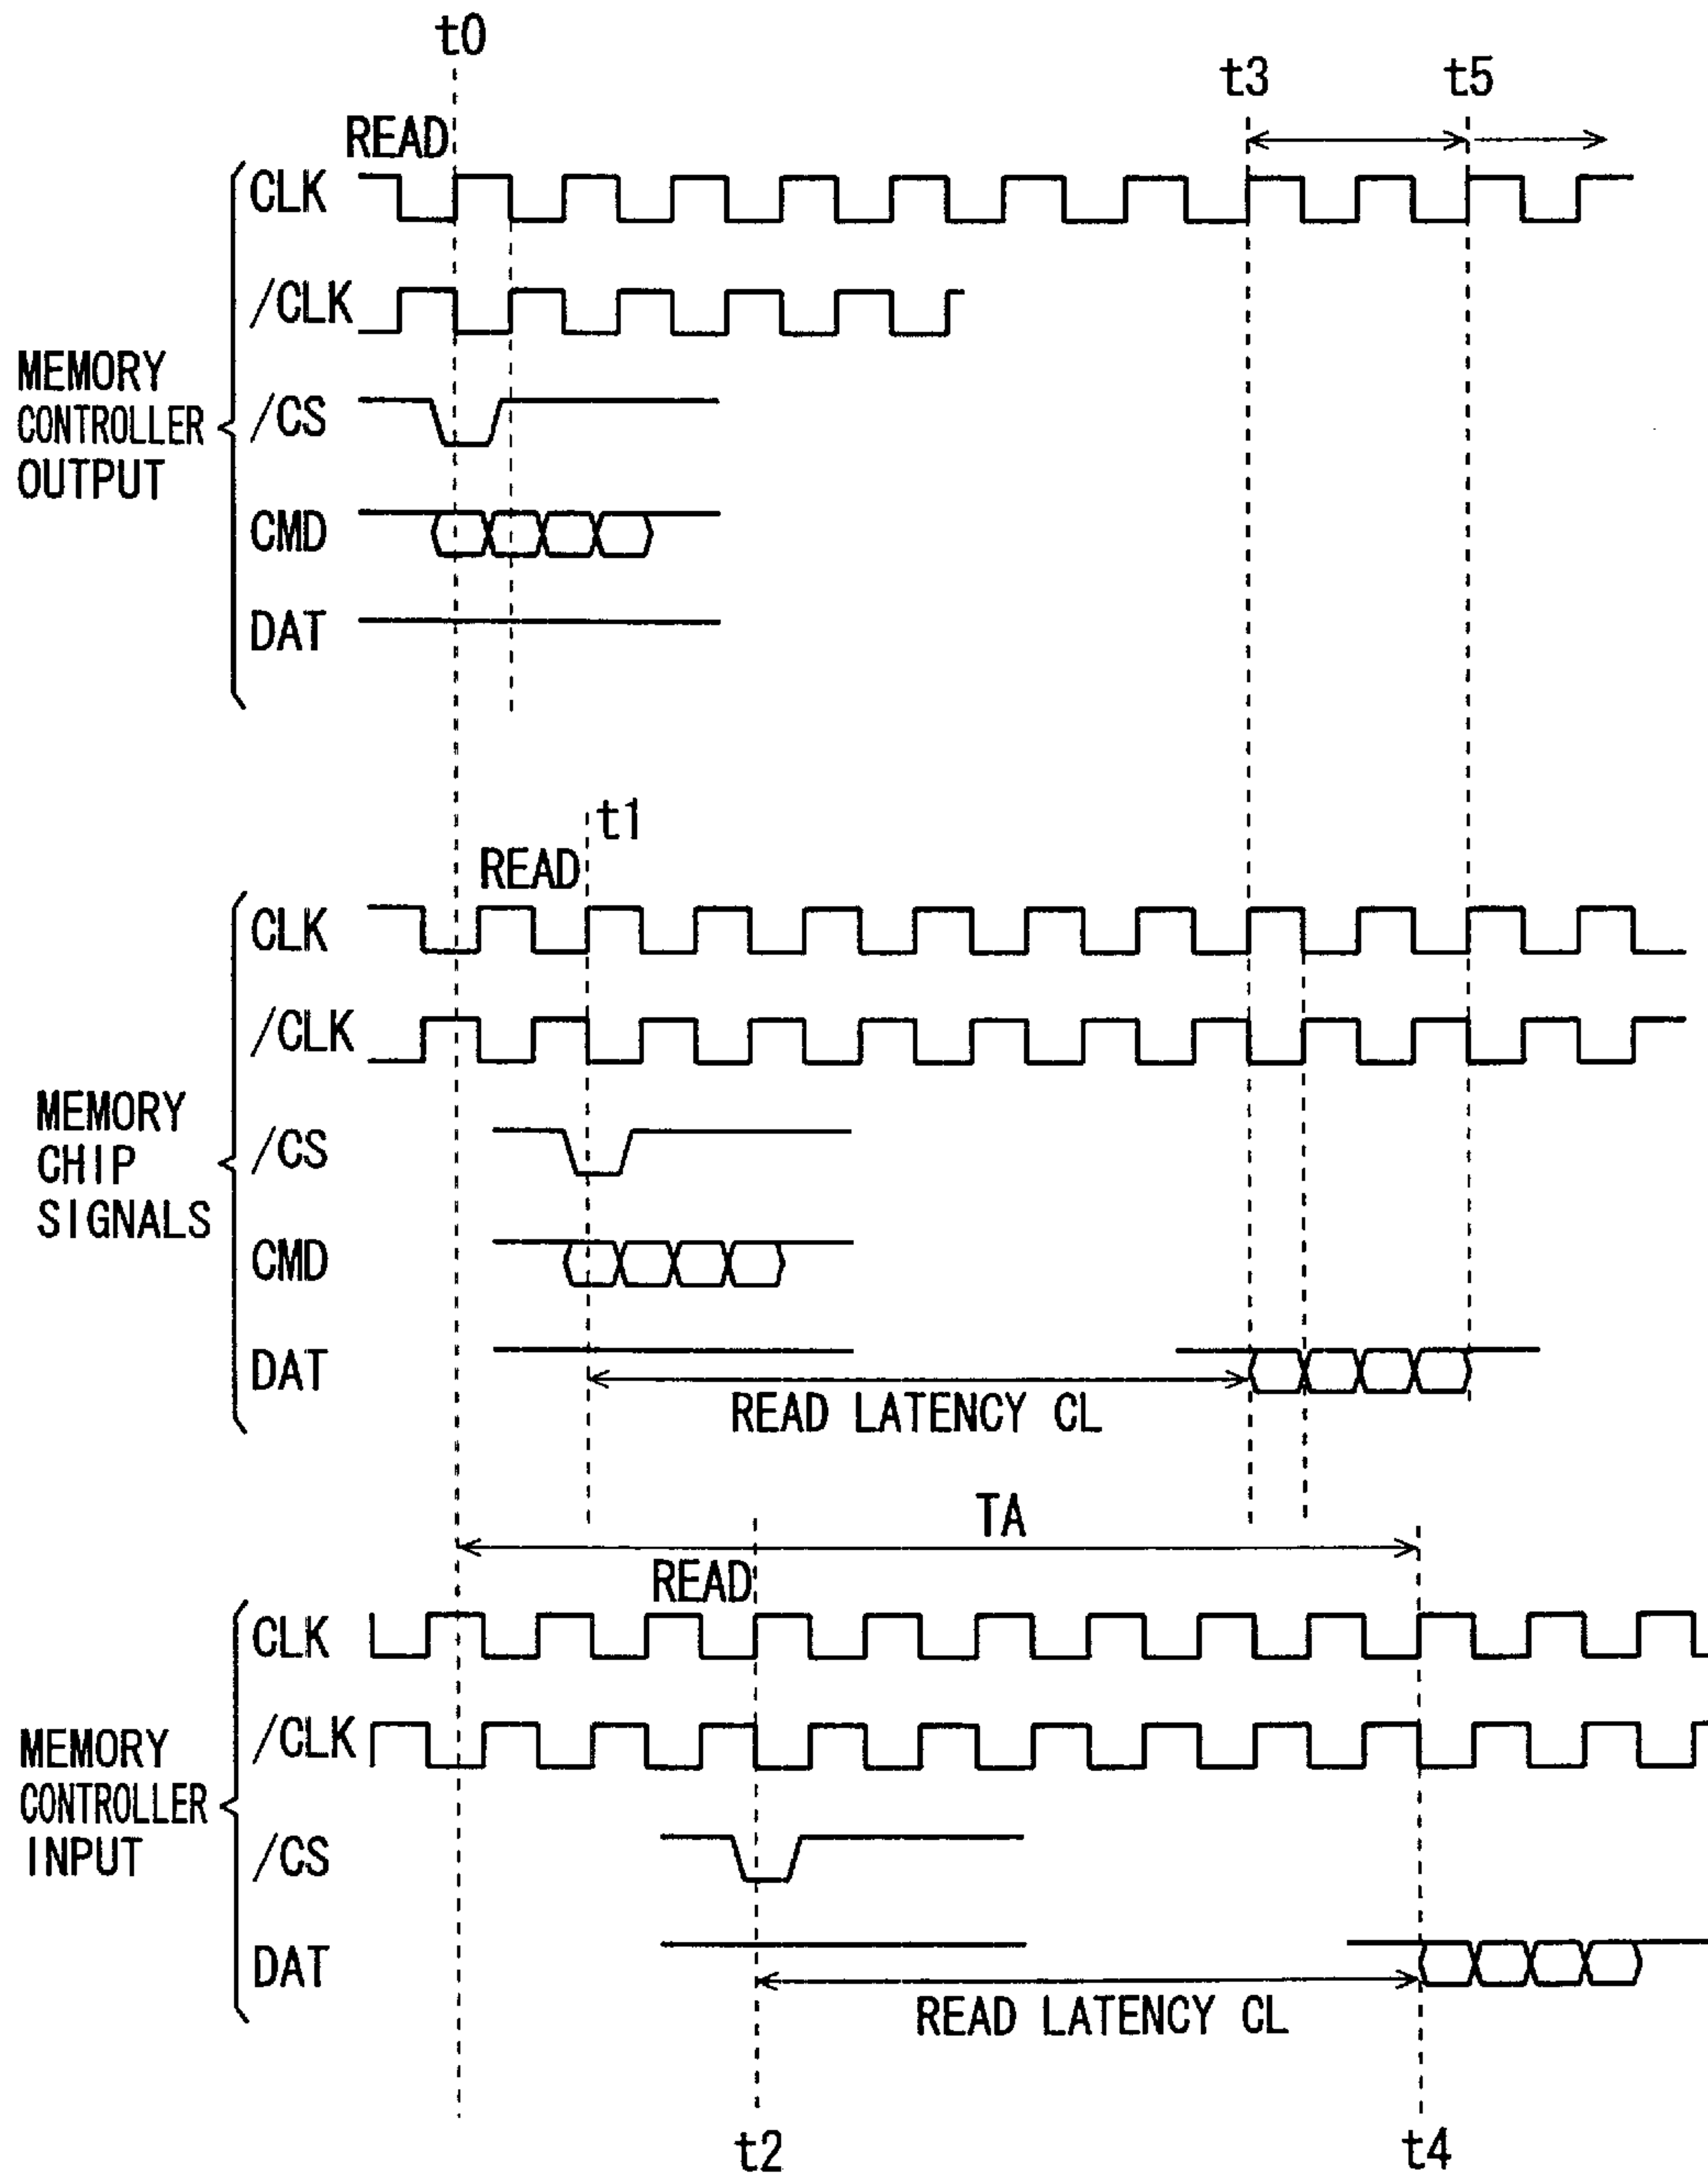 t0
t3
t5
READ
CLK
/CLK
MEMORY
CONTROLLER
OUTPUT
/CS
CMD
DAT
t1
READ
CLK
/CLK
MEMORY
CHIP
SIGNALS
/CS
CMD
DAT
READ LATENCY CL
TA
READ
CLK
/CLK
MEMORY
CONTROLLER
INPUT
/CS
DAT
READ LATENCY CL
t2
t4